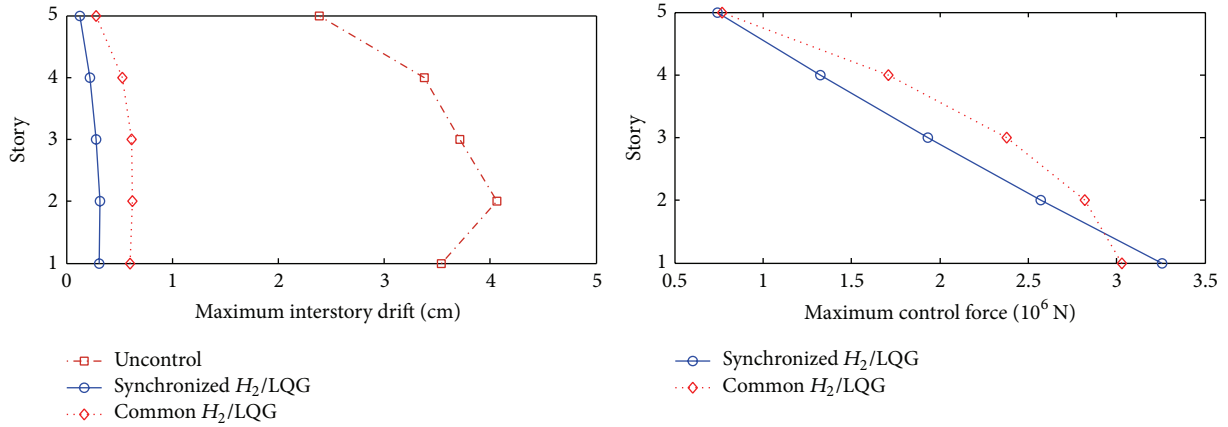 5
4
3
2
1
Story
0
1
2
3
4
5
Maximum interstory drift (cm)
Uncontrol
Synchronized H₂/LQG
Common H₂/LQG
5
4
3
2
1
Story
0.5
1
1.5
2
2.5
3
3.5
Maximum control force (10⁶ N)
Synchronized H₂/LQG
Common H₂/LQG